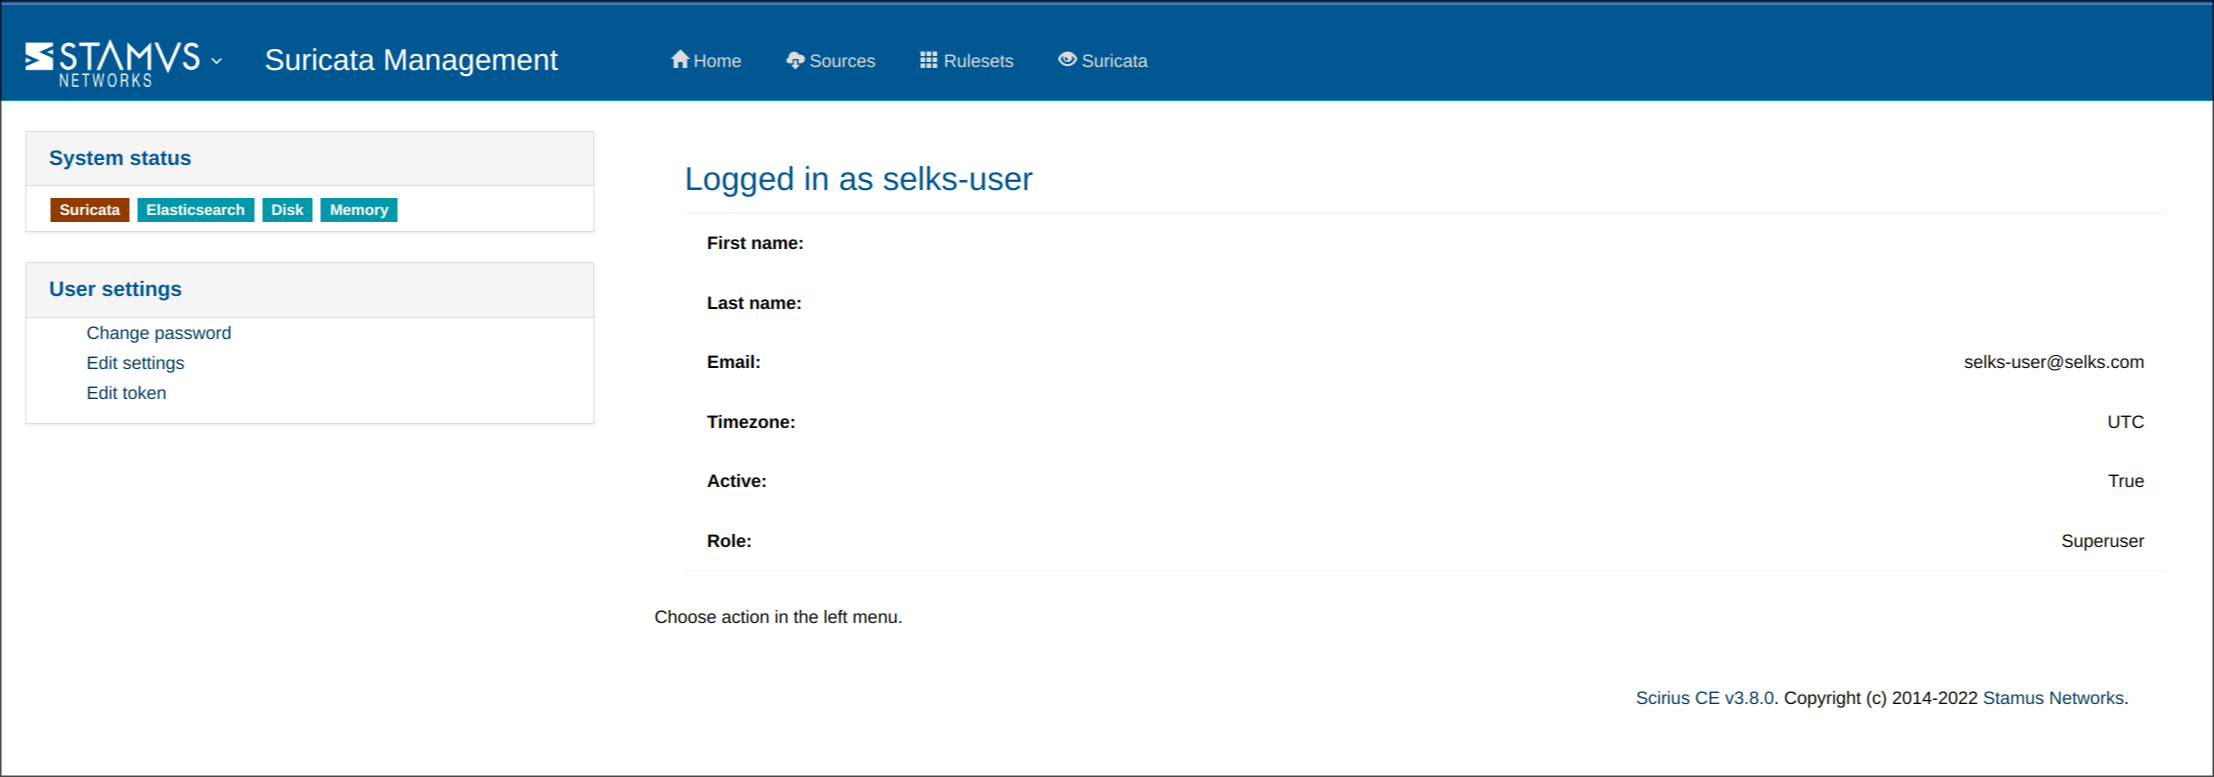 STAMVS
NETWORKS
Suricata Management
Home
Sources
Rulesets
Suricata
System status
Suricata Elasticsearch Disk Memory
User settings
Change password
Edit settings
Edit token
Logged in as selks-user
First name:
Last name:
Email: selks-user@selks.com
Timezone: UTC
Active: True
Role: Superuser
Choose action in the left menu.
Scirius CE v3.8.0. Copyright (c) 2014-2022 Stamus Networks.